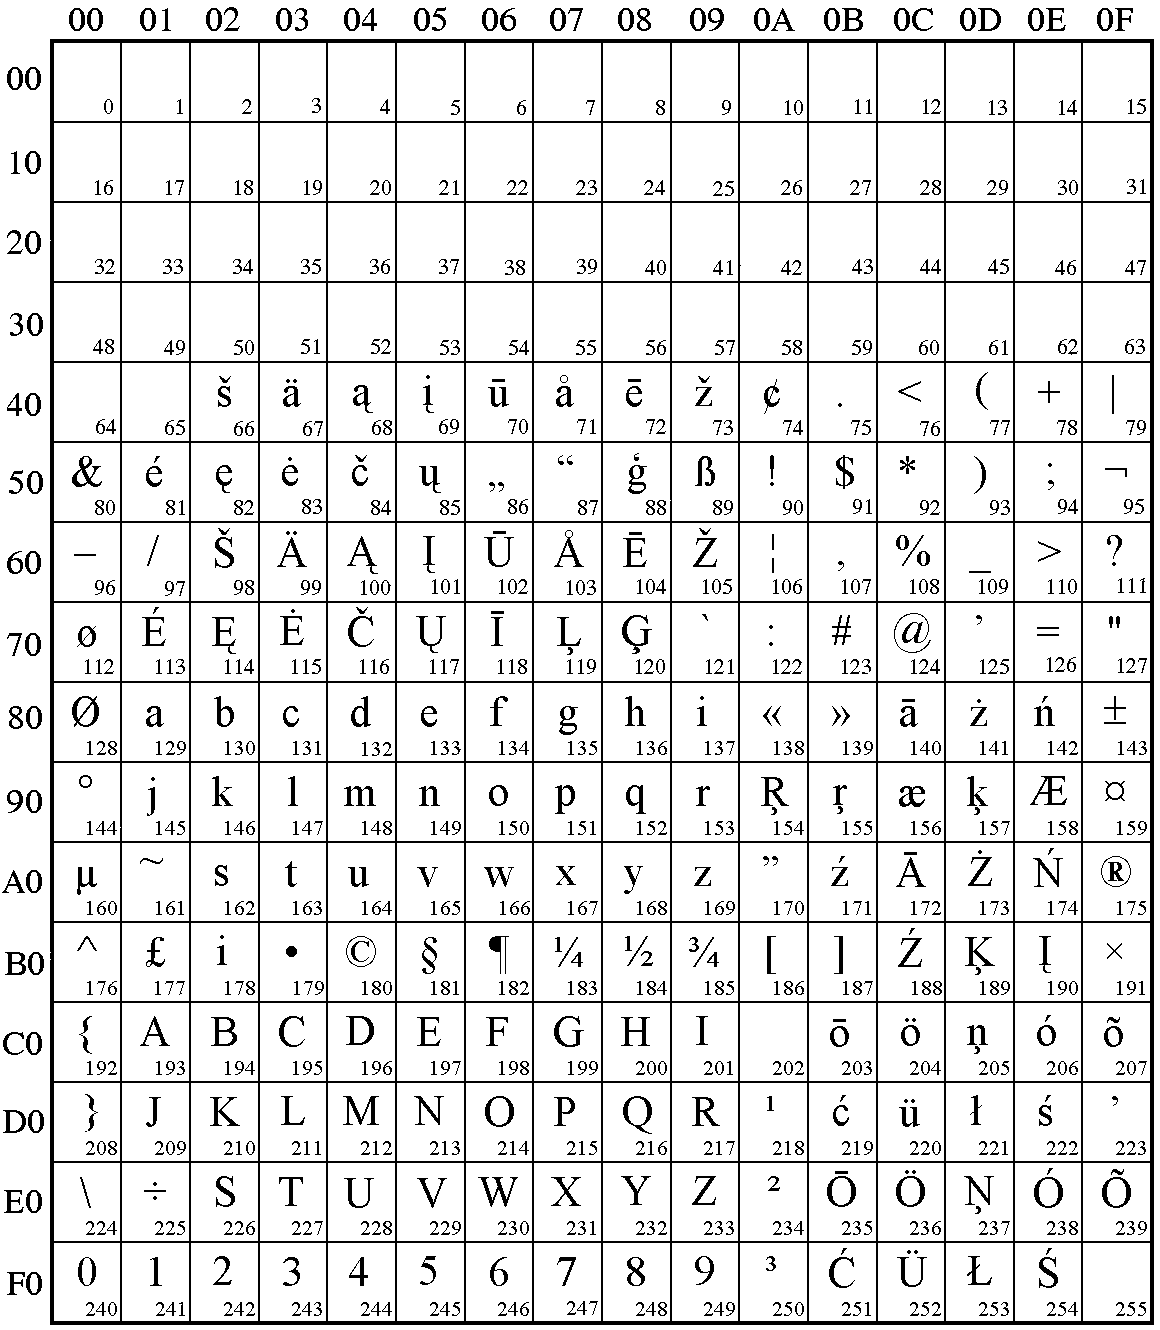 00 01 02 03 04 05 06 07 08 09 0A 0B 0C 0D 0E 0F
00
0 1 2 3 4 5 6 7 8 9 10 11 12 13 14 15
10
16 17 18 19 20 21 22 23 24 25 26 27 28 29 30 31
20
32 33 34 35 36 37 38 39 40 41 42 43 44 45 46 47
30
48 49 50 51 52 53 54 55 56 57 58 59 60 61 62 63
40 š ä ą į ū å ē ž ¢ . < ( + |
64 65 66 67 68 69 70 71 72 73 74 75 76 77 78 79
50 & é ę ė č ų „ “ ģ ß ! $ * ) ; ¬
80 81 82 83 84 85 86 87 88 89 90 91 92 93 94 95
60 – / Š Ä Ą Į Ū Å Ē Ž ¦ , % _ > ?
96 97 98 99 100 101 102 103 104 105 106 107 108 109 110 111
70 ø É Ę Ė Č Ų Ī Ļ Ģ ` : # @ ’ = "
112 113 114 115 116 117 118 119 120 121 122 123 124 125 126 127
80 Ø a b c d e f g h i « » ā ż ń ±
128 129 130 131 132 133 134 135 136 137 138 139 140 141 142 143
90 ° j k l m n o p q r Ŗ ŗ æ ķ Æ ¤
144 145 146 147 148 149 150 151 152 153 154 155 156 157 158 159
A0 µ ~ s t u v w x y z ” ź Ā Ż Ń ®
160 161 162 163 164 165 166 167 168 169 170 171 172 173 174 175
B0 ^ £ i • © § ¶ ¼ ½ ¾ [ ] Ź Ķ Į ×
176 177 178 179 180 181 182 183 184 185 186 187 188 189 190 191
C0 { A B C D E F G H I ō ö ņ ó õ
192 193 194 195 196 197 198 199 200 201 202 203 204 205 206 207
D0 } J K L M N O P Q R ¹ ć ü ł ś ’
208 209 210 211 212 213 214 215 216 217 218 219 220 221 222 223
E0 \ ÷ S T U V W X Y Z ² Ō Ö Ņ Ó Õ
224 225 226 227 228 229 230 231 232 233 234 235 236 237 238 239
F0 0 1 2 3 4 5 6 7 8 9 ³ Ć Ü Ł Ś
240 241 242 243 244 245 246 247 248 249 250 251 252 253 254 255